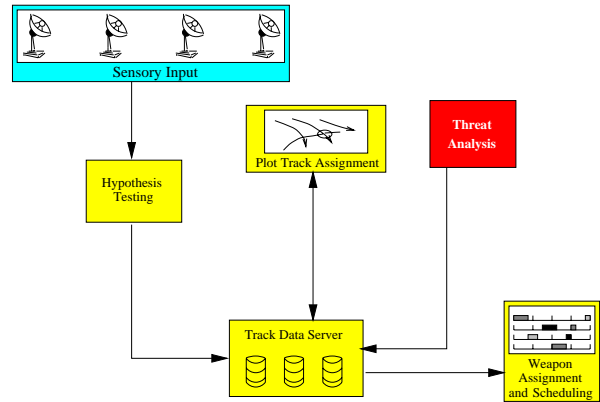 Sensory Input
Plot Track Assignment
Threat
Analysis
Hypothesis
Testing
Track Data Server
Weapon
Assignment
and Scheduling